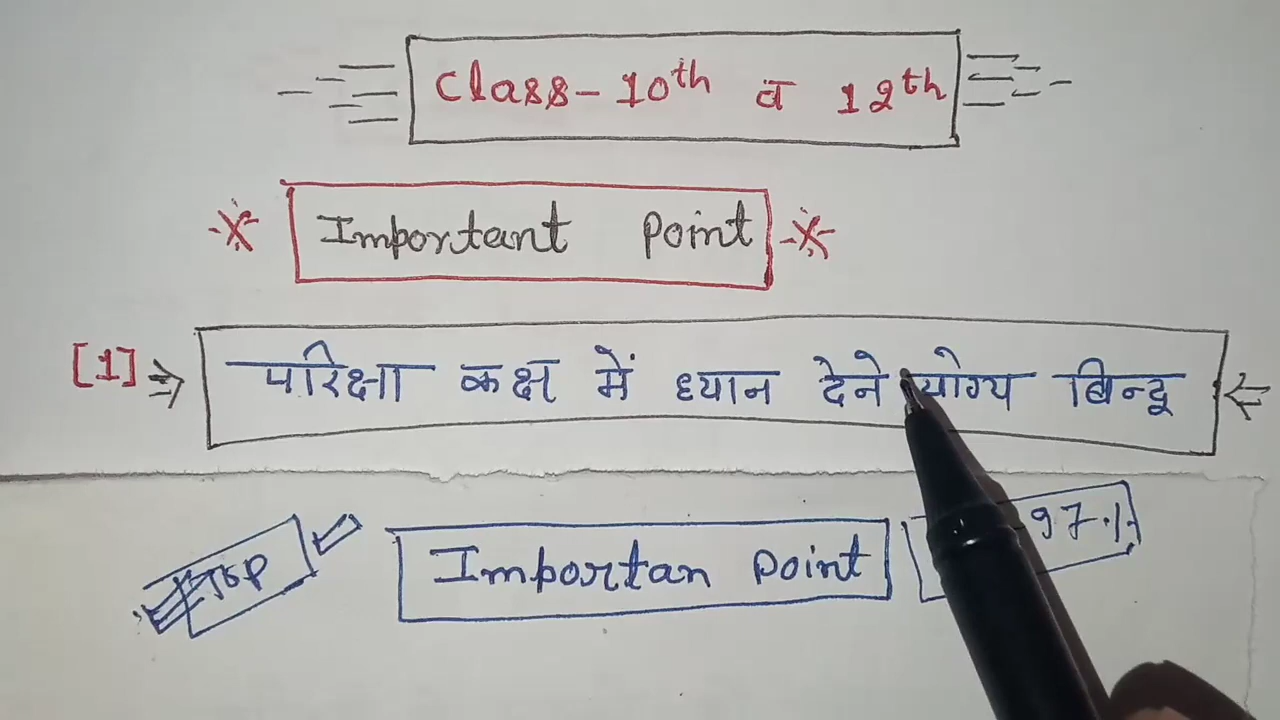 Class-10th व 12th
Important Point
[1] परिक्षा कक्ष में ध्यान देने योग्य बिन्दू
TOP Importan Point 97%